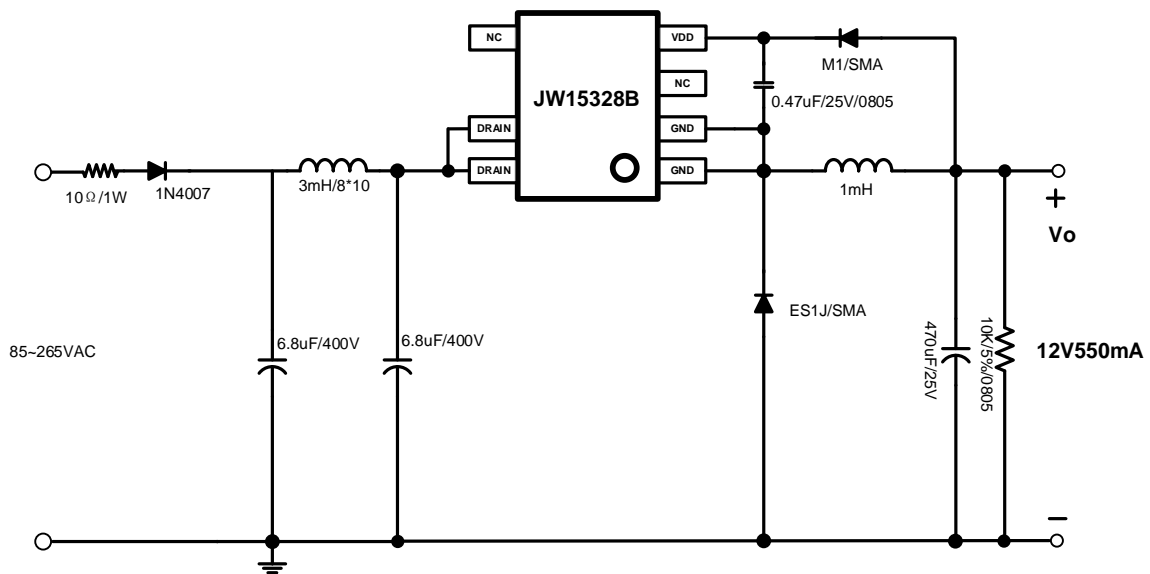 NC
VDD
M1/SMA
JW15328B
NC
0.47uF/25V/0805
DRAIN
GND
DRAIN
GND
10Ω/1W
1N4007
3mH/8*10
1mH
+
Vo
ES1J/SMA
6.8uF/400V
6.8uF/400V
85~265VAC
470uF/25V
10K/5%/0805
12V550mA
−